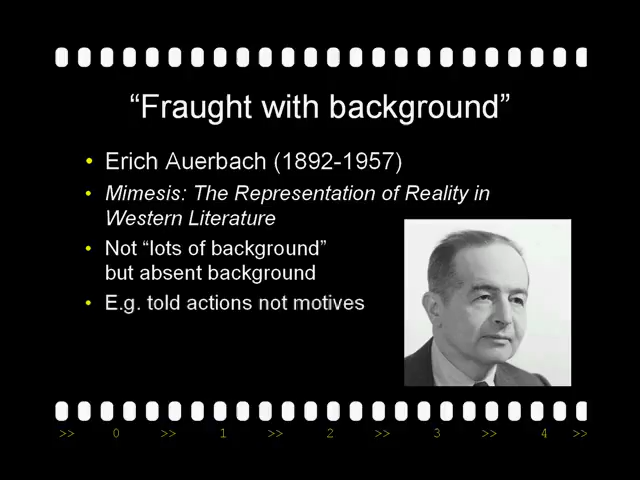 “Fraught with background”
• Erich Auerbach (1892-1957)
• Mimesis: The Representation of Reality in
Western Literature
• Not “lots of background”
but absent background
• E.g. told actions not motives
>> 0 >> 1 >> 2 >> 3 >> 4 >>